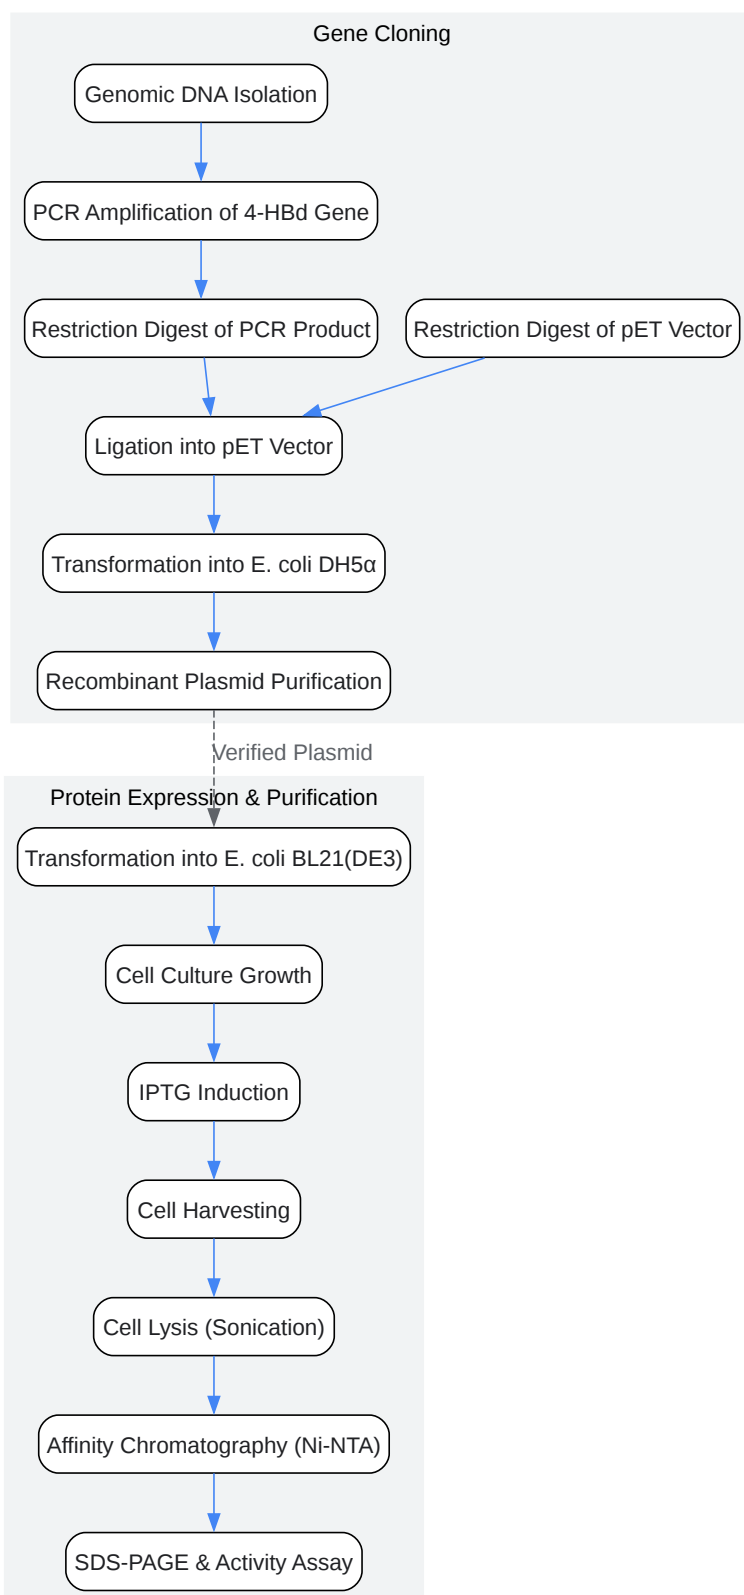 Gene Cloning
Genomic DNA Isolation
PCR Amplification of 4-HBd Gene
Restriction Digest of PCR Product
Restriction Digest of pET Vector
Ligation into pET Vector
Transformation into E. coli DH5α
Recombinant Plasmid Purification
Verified Plasmid
Protein Expression & Purification
Transformation into E. coli BL21(DE3)
Cell Culture Growth
IPTG Induction
Cell Harvesting
Cell Lysis (Sonication)
Affinity Chromatography (Ni-NTA)
SDS-PAGE & Activity Assay